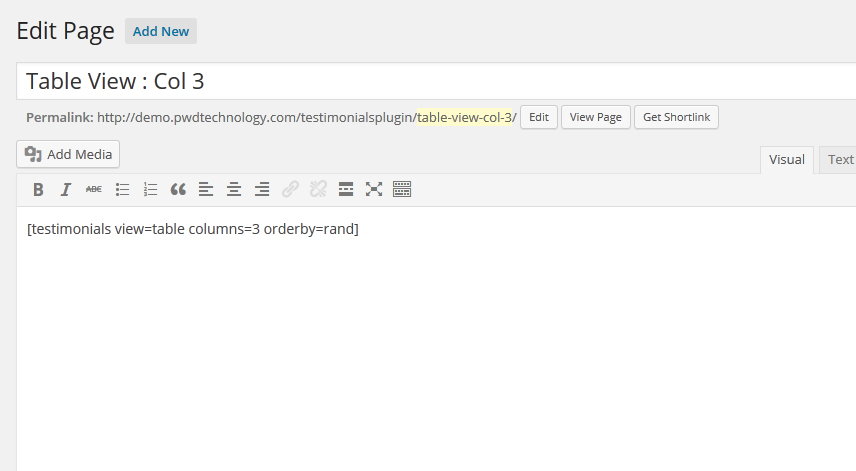 Edit Page Add New
Table View : Col 3
Permalink: http://demo.pwdtechnology.com/testimonialsplugin/table-view-col-3/ Edit View Page Get Shortlink
Add Media
Visual Text
B I ABC
[testimonials view=table columns=3 orderby=rand]